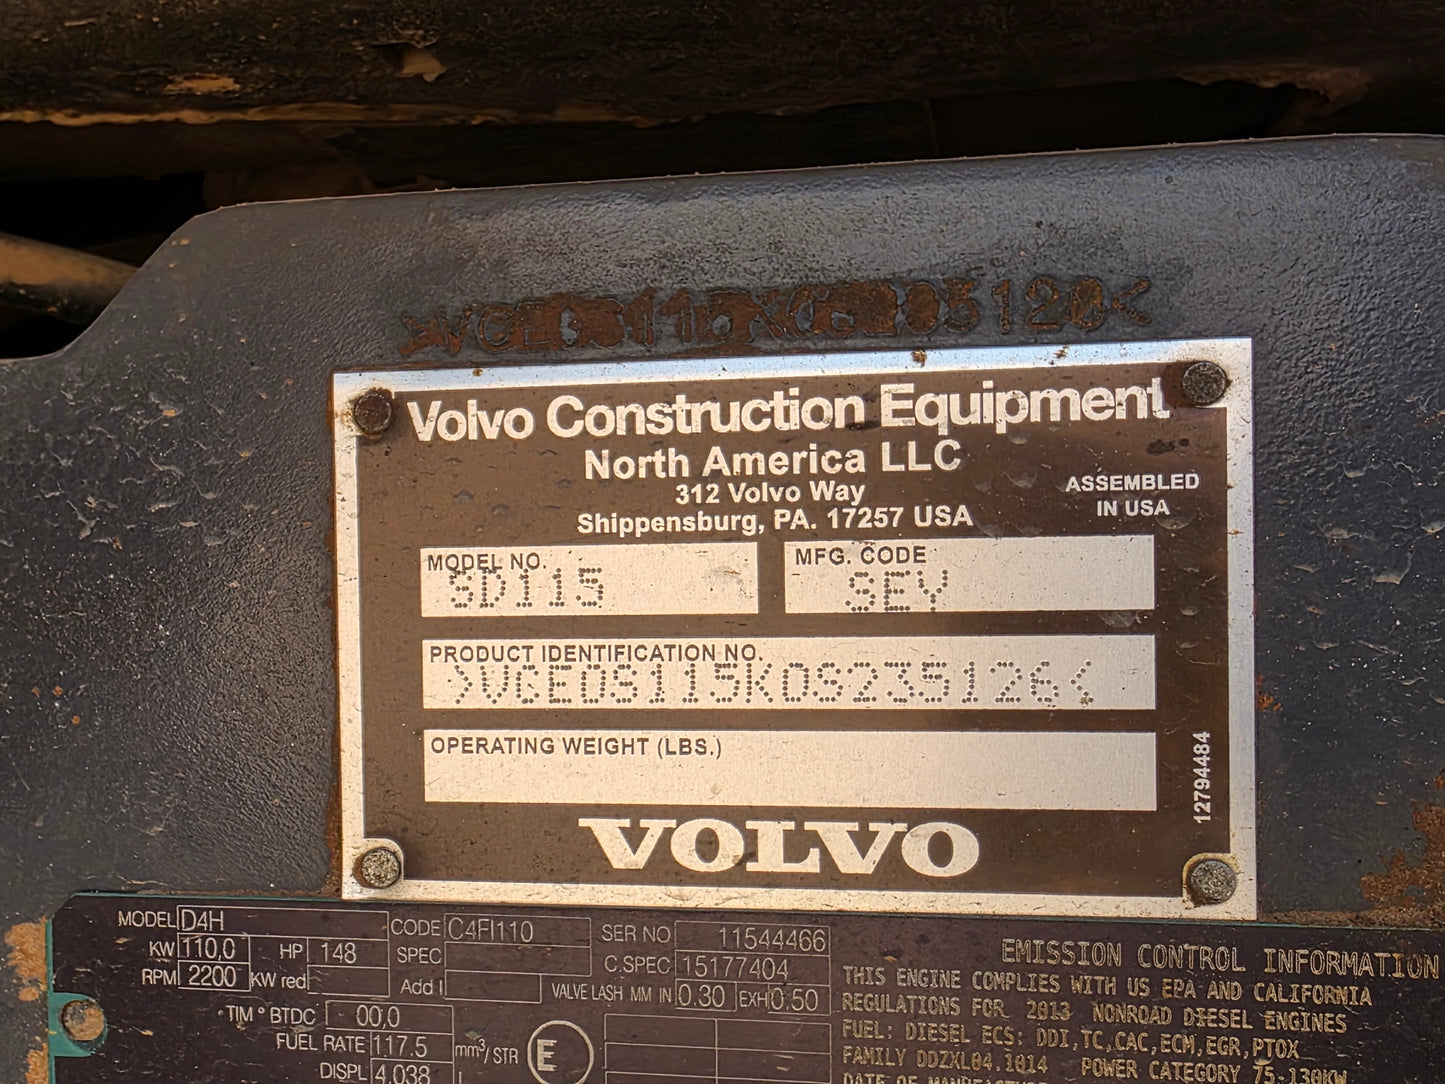 Volvo Construction Equipment
North America LLC
312 Volvo Way
Shippensburg, PA. 17257 USA
ASSEMBLED
IN USA
MODEL NO.
SD115
MFG. CODE
SEY
PRODUCT IDENTIFICATION NO.
>VCE0S115K0S235126<
OPERATING WEIGHT (LBS.)
12794484
VOLVO
MODEL D4H
CODE C4FI110
SER NO 11544466
KW 110,0 HP 148
SPEC
C.SPEC 15177404
RPM 2200 KW red
Add I
VALVE LASH MM IN 0.30 EXH 0.50
TIM ° BTDC 00,0
FUEL RATE 117.5 mm³/STR
E
DISPL 4,038 L
EMISSION CONTROL INFORMATION
THIS ENGINE COMPLIES WITH US EPA AND CALIFORNIA
REGULATIONS FOR 2013 NONROAD DIESEL ENGINES
FUEL: DIESEL ECS: DDI,TC,CAC,ECM,EGR,PTOX
FAMILY DDZXL04.1014 POWER CATEGORY 75-130KW